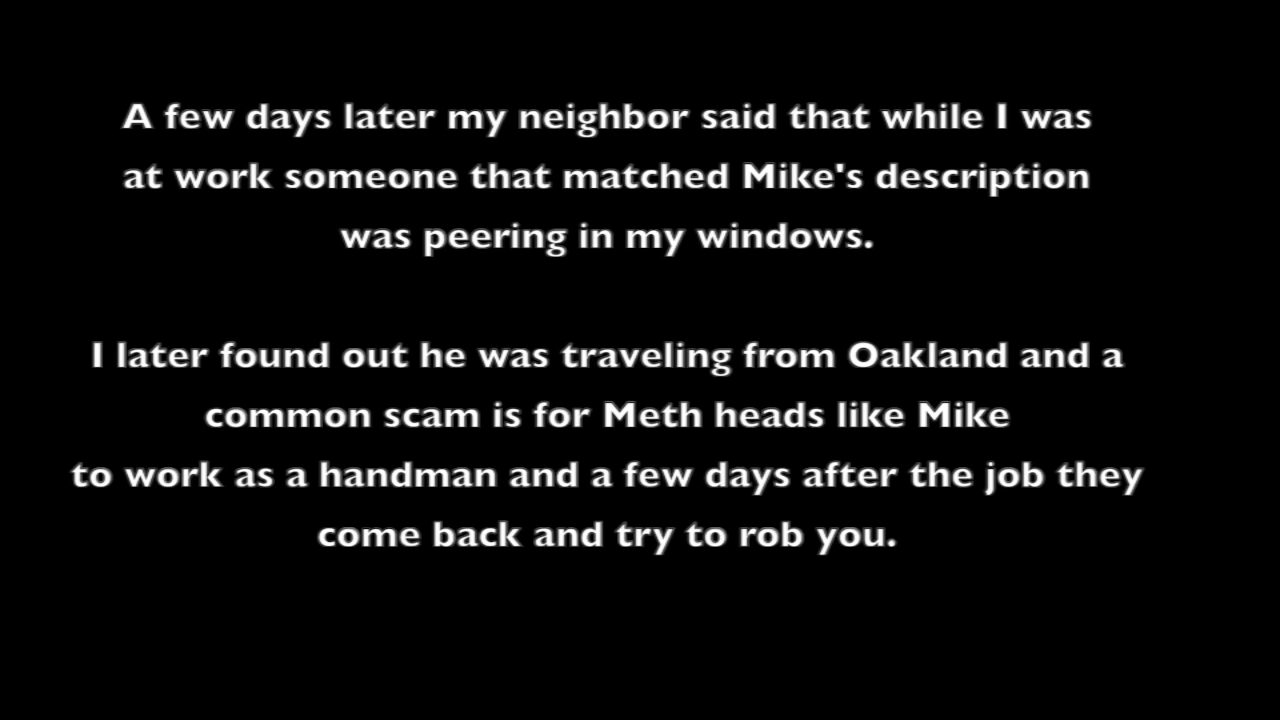 A few days later my neighbor said that while I was
at work someone that matched Mike's description
was peering in my windows.
I later found out he was traveling from Oakland and a
common scam is for Meth heads like Mike
to work as a handman and a few days after the job they
come back and try to rob you.